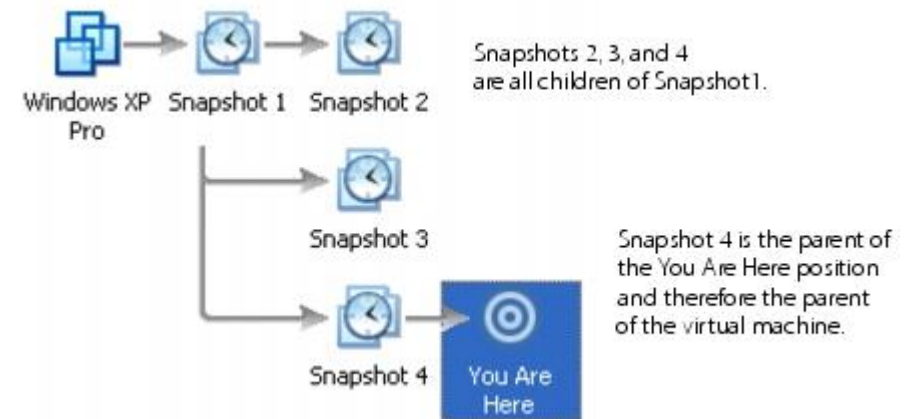 Windows XP
Pro
Snapshot 1
Snapshot 2
Snapshots 2, 3, and 4
are all children of Snapshot1.
Snapshot 3
Snapshot 4 is the parent of
the You Are Here position
and therefore the parent
of the virtual machine.
Snapshot 4
You Are
Here